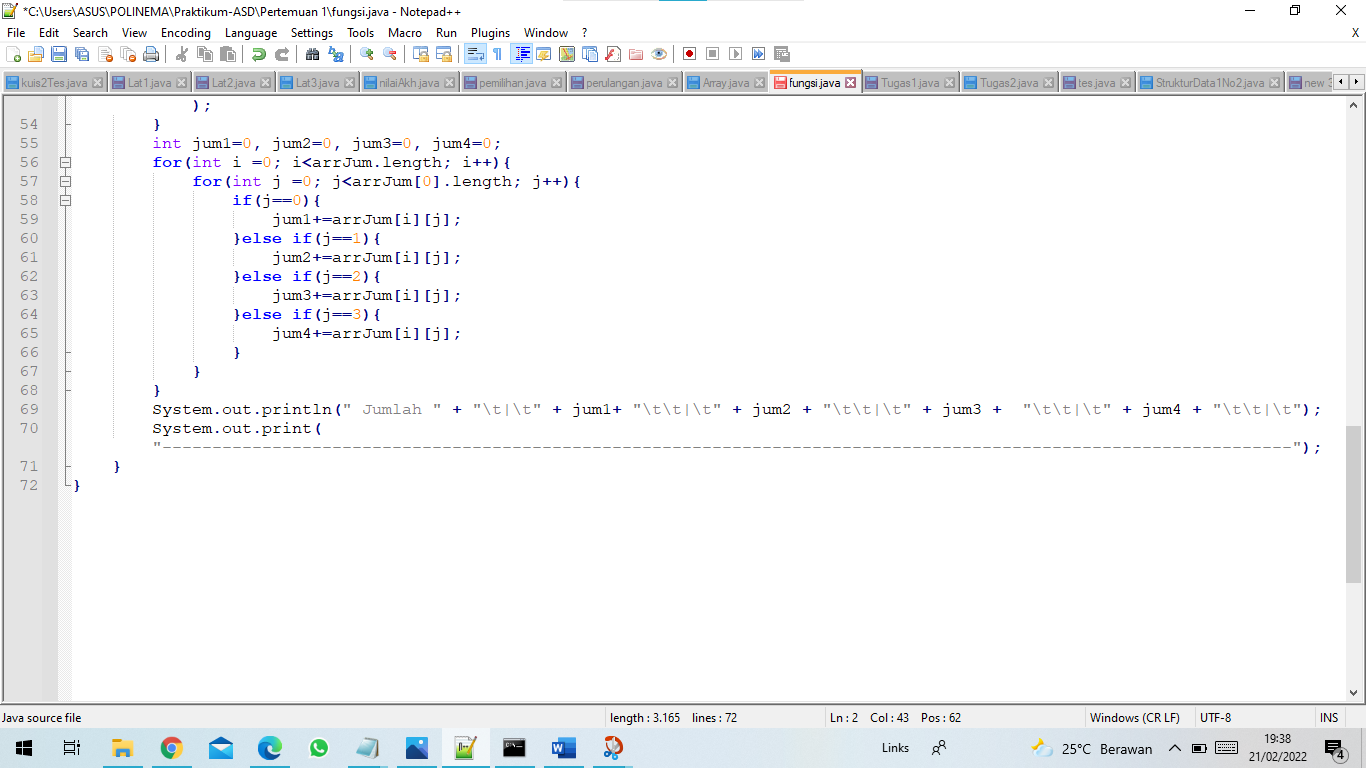 *C:\Users\ASUS\POLINEMA\Praktikum-ASD\Pertemuan 1\fungsi.java - Notepad++
File Edit Search View Encoding Language Settings Tools Macro Run Plugins Window ? X
kuis2Tes.java Lat1.java Lat2.java Lat3.java nilaiAkh.java pemilihan.java perulangan.java Array.java fungsi.java Tugas1.java Tugas2.java tes.java StrukturData1No2.java new 3
);
54 }
55 int jum1=0, jum2=0, jum3=0, jum4=0;
56 for(int i =0; i<arrJum.length; i++){
57 for(int j =0; j<arrJum[0].length; j++){
58 if(j==0){
59 jum1+=arrJum[i][j];
60 }else if(j==1){
61 jum2+=arrJum[i][j];
62 }else if(j==2){
63 jum3+=arrJum[i][j];
64 }else if(j==3){
65 jum4+=arrJum[i][j];
66 }
67 }
68 }
69 System.out.println(" Jumlah " + "\t|\t" + jum1+ "\t\t|\t" + jum2 + "\t\t|\t" + jum3 +  "\t\t|\t" + jum4 + "\t\t|\t");
70 System.out.print(
"-----------------------------------------------------------------------------------------------------------------");
71 }
72 }
Java source file length : 3.165 lines : 72 Ln : 2 Col : 43 Pos : 62 Windows (CR LF) UTF-8 INS
Links 25°C Berawan 19:38
21/02/2022 4